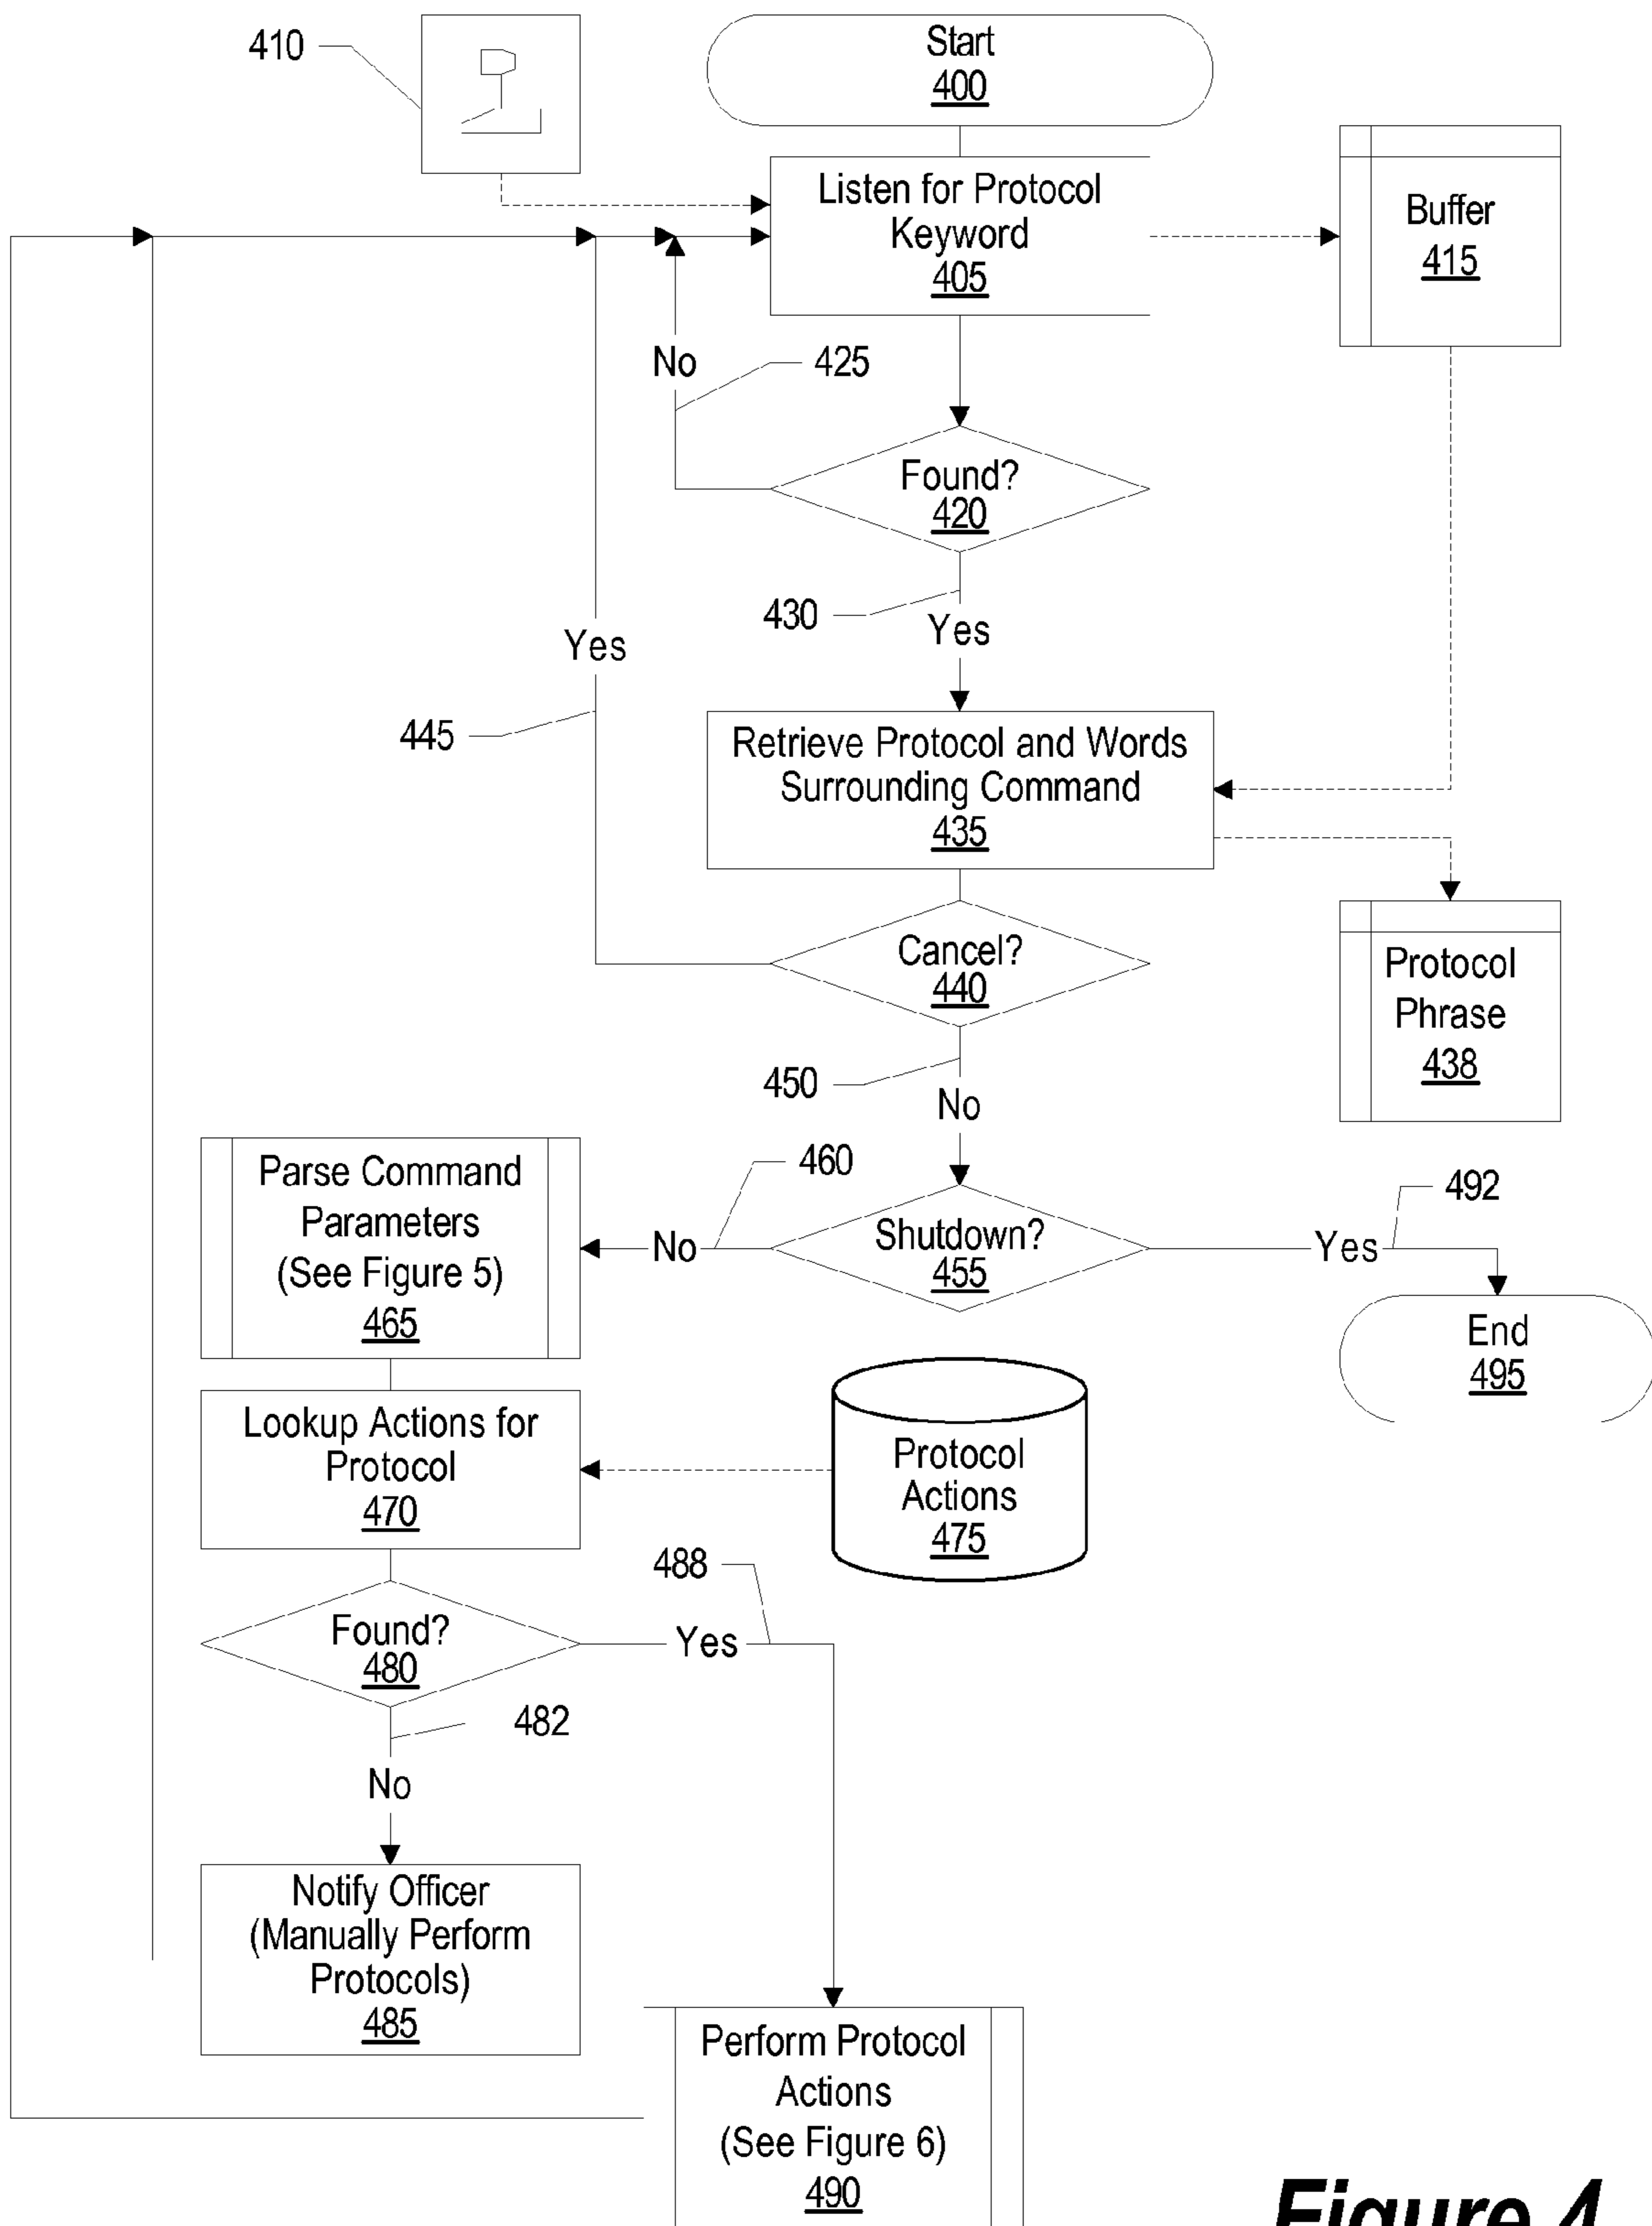 410
Start
400
Listen for Protocol
Keyword
405
Buffer
415
No
425
Found?
420
430
Yes
Yes
445
Retrieve Protocol and Words
Surrounding Command
435
Cancel?
440
Protocol
Phrase
438
450
No
Parse Command
Parameters
(See Figure 5)
465
460
No
Shutdown?
455
Yes
492
End
495
Lookup Actions for
Protocol
470
Protocol
Actions
475
488
Found?
480
Yes
482
No
Notify Officer
(Manually Perform
Protocols)
485
Perform Protocol
Actions
(See Figure 6)
490
Figure 4